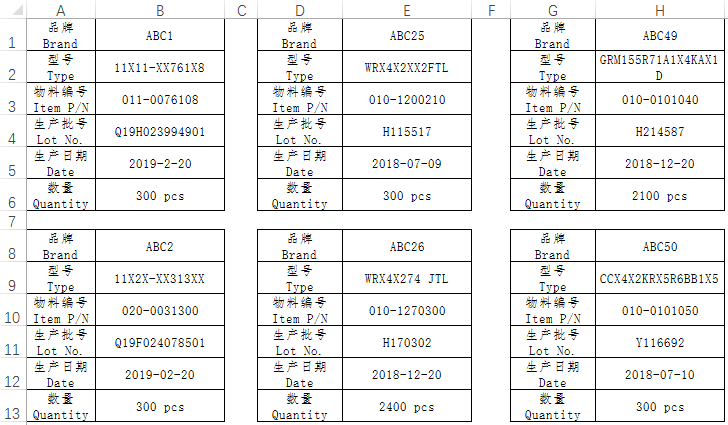 A B C D E F G H
1 品牌 Brand ABC1 品牌 Brand ABC25 品牌 Brand ABC49
2 型号 Type 11X11-XX761X8 型号 Type WRX4X2XX2FTL 型号 Type GRM155R71A1X4KAX1D
3 物料编号 Item P/N 011-0076108 物料编号 Item P/N 010-1200210 物料编号 Item P/N 010-0101040
4 生产批号 Lot No. Q19H023994901 生产批号 Lot No. H115517 生产批号 Lot No. H214587
5 生产日期 Date 2019-2-20 生产日期 Date 2018-07-09 生产日期 Date 2018-12-20
6 数量 Quantity 300 pcs 数量 Quantity 300 pcs 数量 Quantity 2100 pcs
7
8 品牌 Brand ABC2 品牌 Brand ABC26 品牌 Brand ABC50
9 型号 Type 11X2X-XX313XX 型号 Type WRX4X274 JTL 型号 Type CCX4X2KRX5R6BB1X5
10 物料编号 Item P/N 020-0031300 物料编号 Item P/N 010-1270300 物料编号 Item P/N 010-0101050
11 生产批号 Lot No. Q19F024078501 生产批号 Lot No. H170302 生产批号 Lot No. Y116692
12 生产日期 Date 2019-02-20 生产日期 Date 2018-12-20 生产日期 Date 2018-07-10
13 数量 Quantity 300 pcs 数量 Quantity 2400 pcs 数量 Quantity 300 pcs